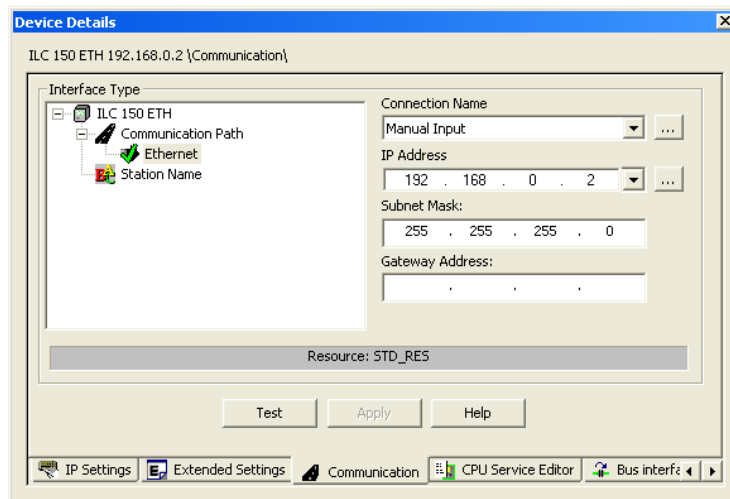 Device Details
ILC 150 ETH 192.168.0.2 \Communication\
Interface Type
ILC 150 ETH
Communication Path
Ethernet
Station Name
Connection Name
Manual Input
...
IP Address
192 . 168 . 0 . 2
...
Subnet Mask:
255 . 255 . 255 . 0
Gateway Address:
. . .
Resource: STD_RES
Test Apply Help
IP Settings Extended Settings Communication CPU Service Editor Bus interfa